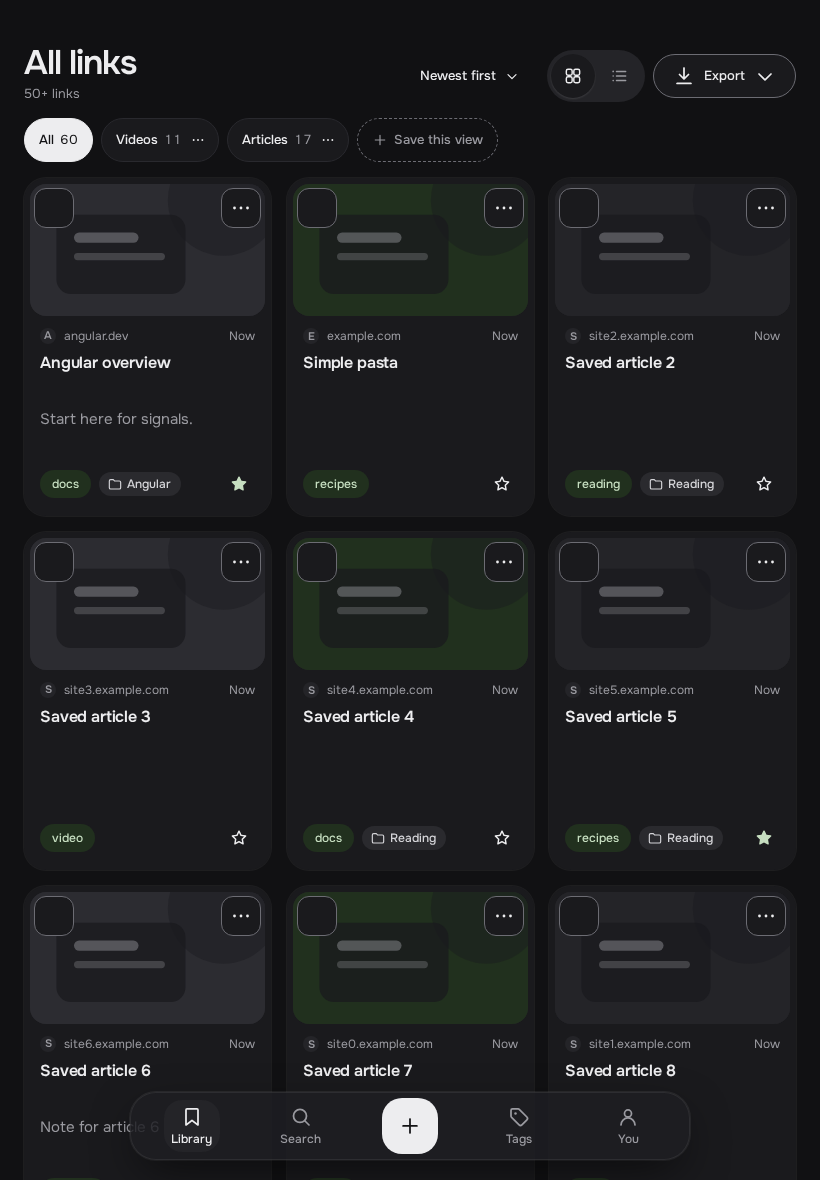 All links
50+ links
Newest first
Export
All 60
Videos 11 ...
Articles 17 ...
+ Save this view
A angular.dev Now
Angular overview
Start here for signals.
docs Angular
E example.com Now
Simple pasta
recipes
S site2.example.com Now
Saved article 2
reading Reading
S site3.example.com Now
Saved article 3
video
S site4.example.com Now
Saved article 4
docs Reading
S site5.example.com Now
Saved article 5
recipes Reading
S site6.example.com Now
Saved article 6
Note for article 6
S site0.example.com Now
Saved article 7
S site1.example.com Now
Saved article 8
Library
Search
Tags
You